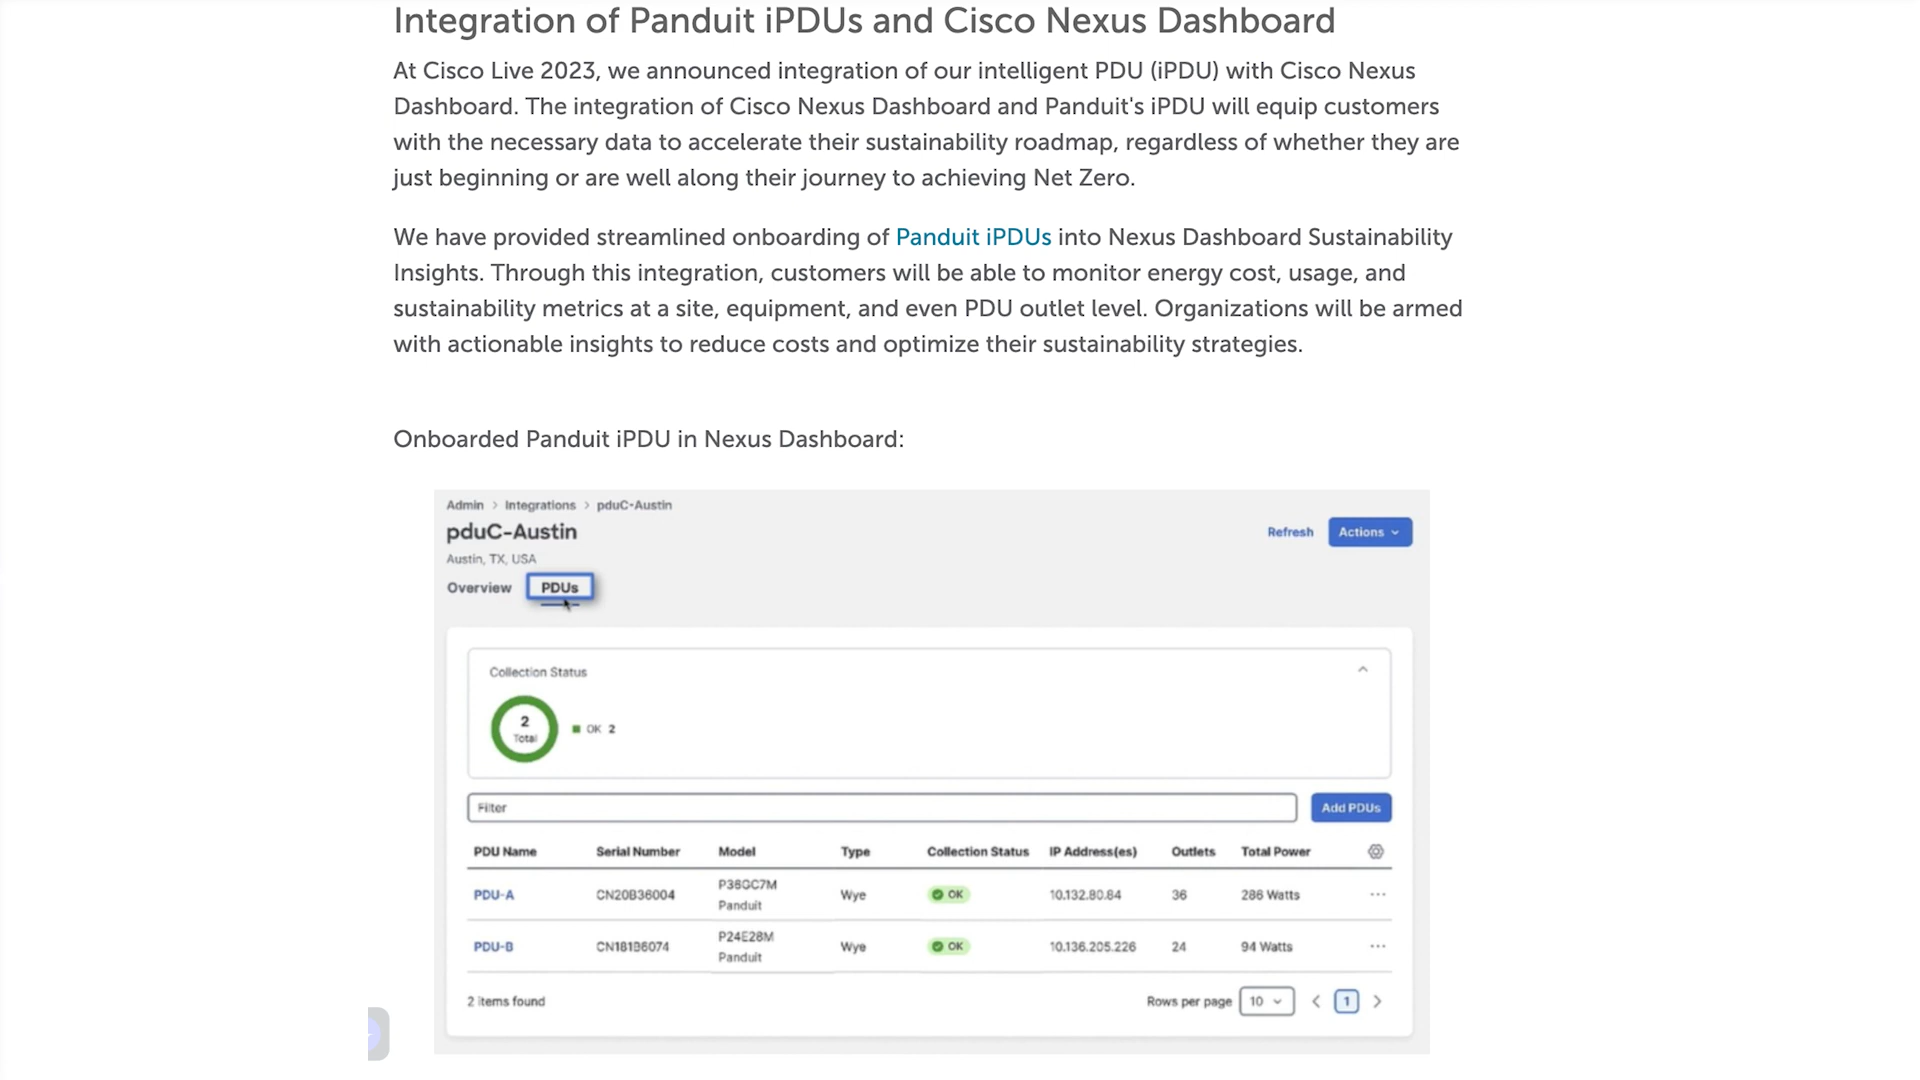 Integration of Panduit iPDUs and Cisco Nexus Dashboard
At Cisco Live 2023, we announced integration of our intelligent PDU (iPDU) with Cisco Nexus
Dashboard. The integration of Cisco Nexus Dashboard and Panduit's iPDU will equip customers
with the necessary data to accelerate their sustainability roadmap, regardless of whether they are
just beginning or are well along their journey to achieving Net Zero.
We have provided streamlined onboarding of Panduit iPDUs into Nexus Dashboard Sustainability
Insights. Through this integration, customers will be able to monitor energy cost, usage, and
sustainability metrics at a site, equipment, and even PDU outlet level. Organizations will be armed
with actionable insights to reduce costs and optimize their sustainability strategies.
Onboarded Panduit iPDU in Nexus Dashboard:
Admin > Integrations > pduC-Austin
pduC-Austin
Refresh Actions
Austin, TX, USA
Overview PDUs
Collection Status
2
Total
OK 2
Filter Add PDUs
PDU Name Serial Number Model Type Collection Status IP Address(es) Outlets Total Power
PDU-A CN20B36004 P36GC7M Wye OK 10.132.80.84 36 286 Watts
Panduit
PDU-B P24E28M Wye OK 10.136.205.226 24 94 Watts
Panduit
2 items found Rows per page 10 < 1 >